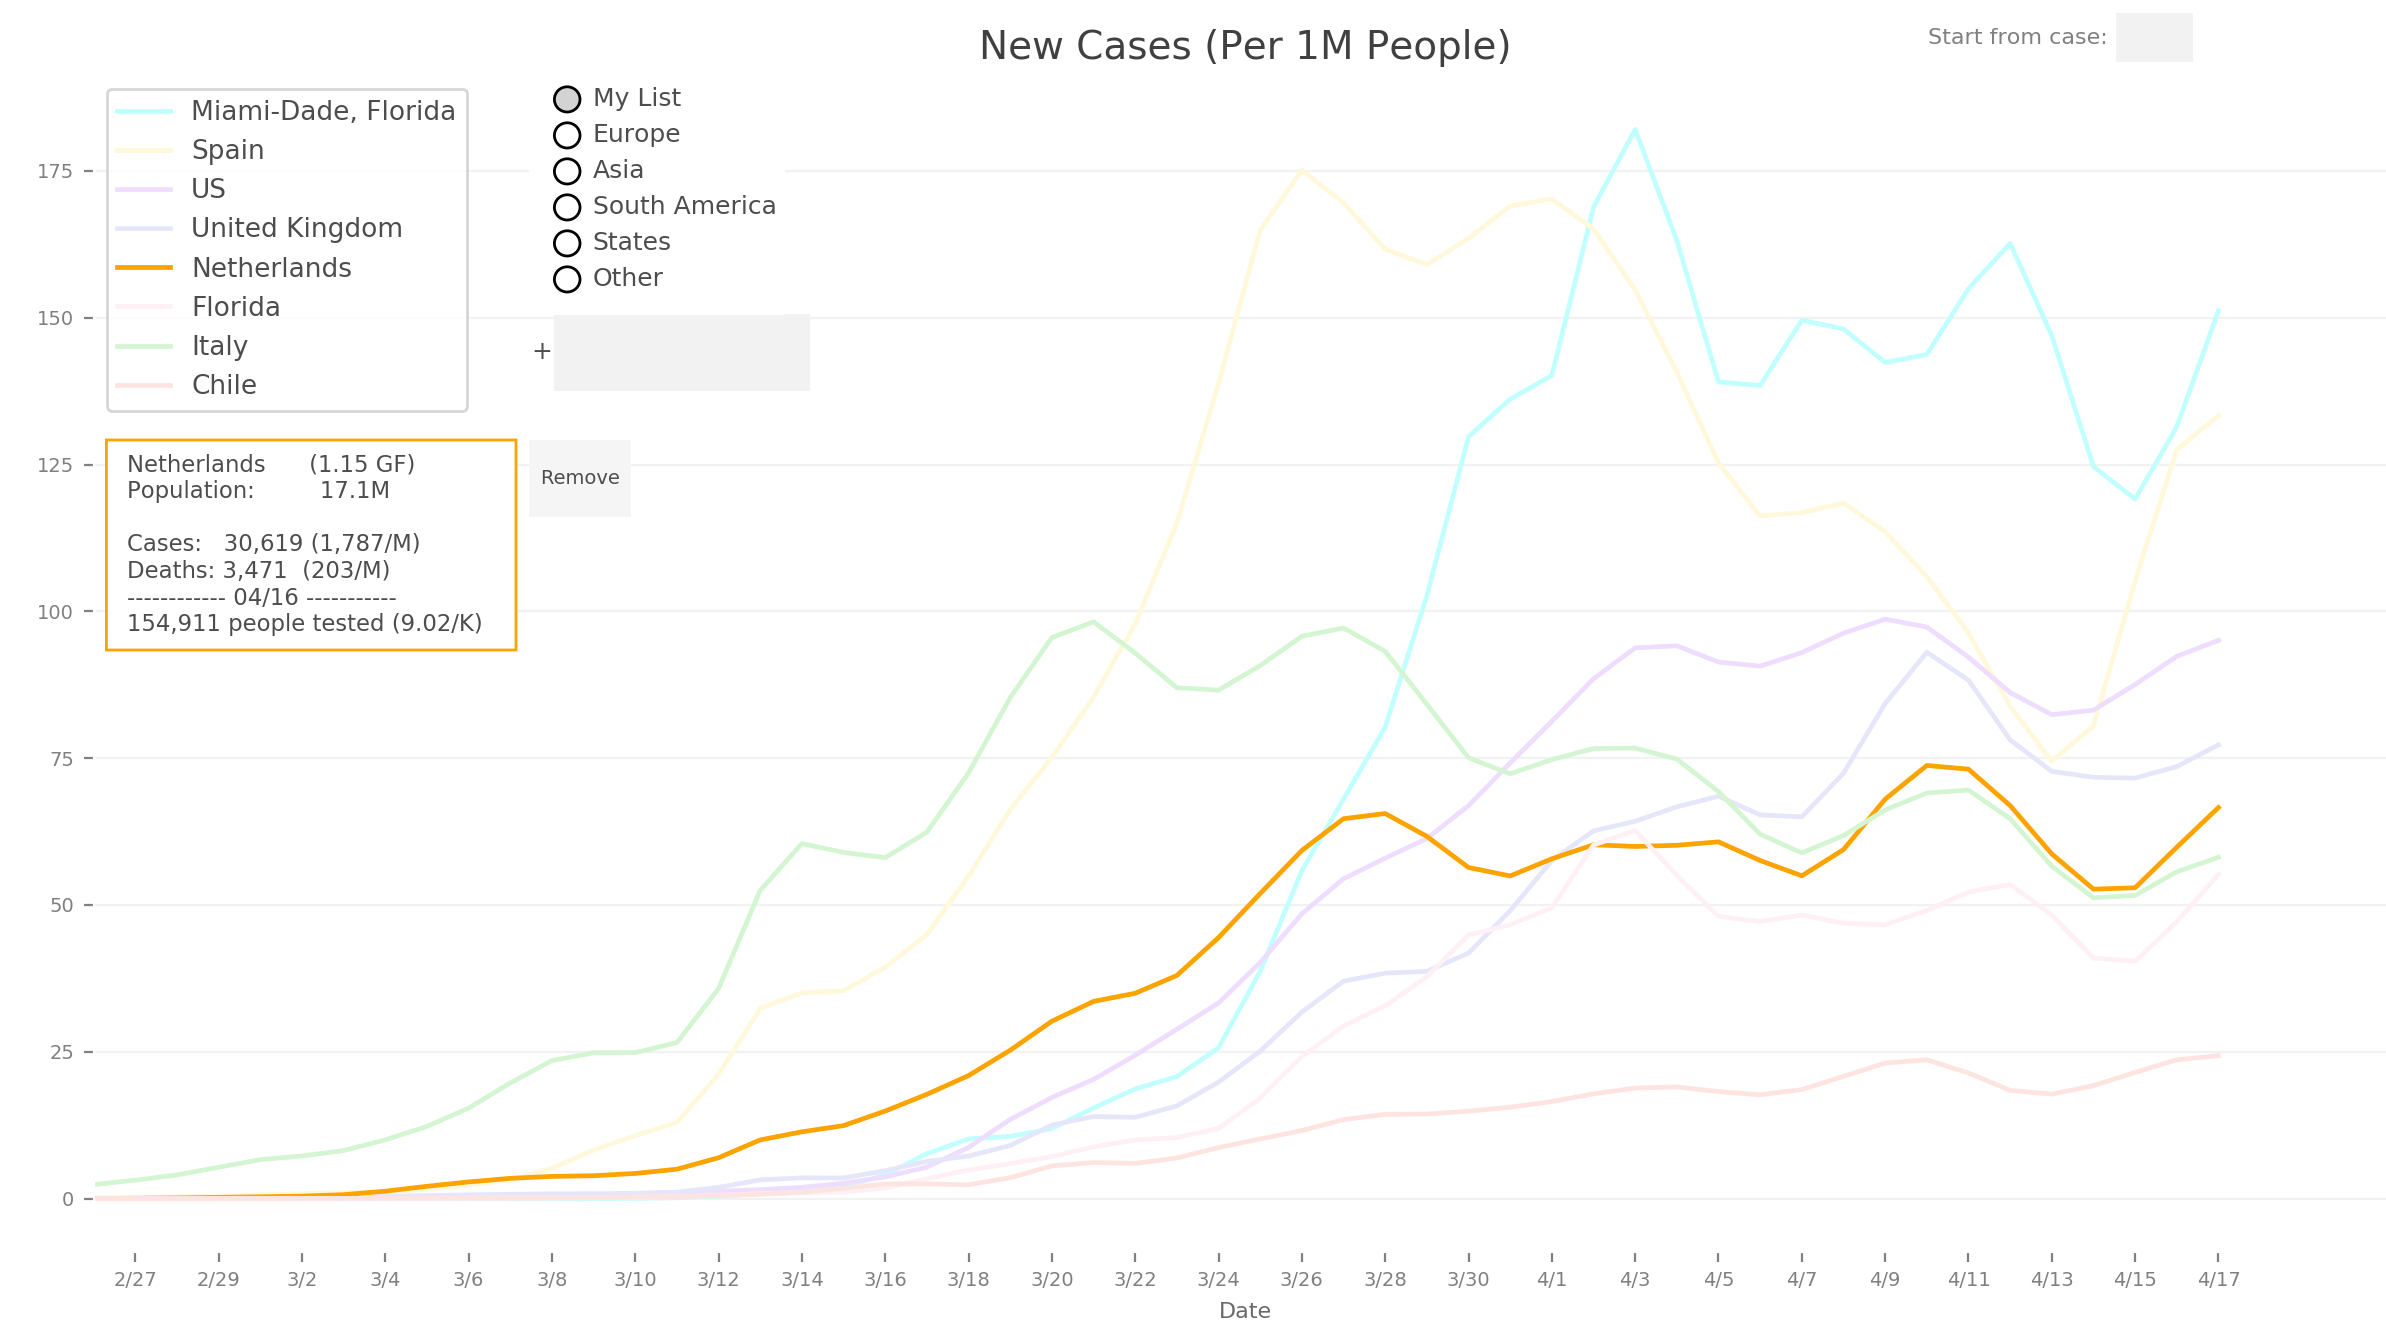 New Cases (Per 1M People)
Start from case:
Miami-Dade, Florida
Spain
US
United Kingdom
Netherlands
Florida
Italy
Chile
My List
Europe
Asia
South America
States
Other
+
Remove
Netherlands (1.15 GF)
Population: 17.1M
Cases: 30,619 (1,787/M)
Deaths: 3,471 (203/M)
------------ 04/16 -----------
154,911 people tested (9.02/K)
175
150
125
100
75
50
25
0
2/27 2/29 3/2 3/4 3/6 3/8 3/10 3/12 3/14 3/16 3/18 3/20 3/22 3/24 3/26 3/28 3/30 4/1 4/3 4/5 4/7 4/9 4/11 4/13 4/15 4/17
Date